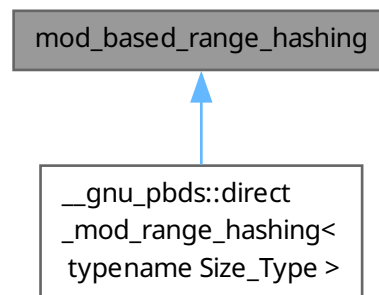 mod_based_range_hashing
__gnu_pbds::direct
_mod_range_hashing<
typename Size_Type >